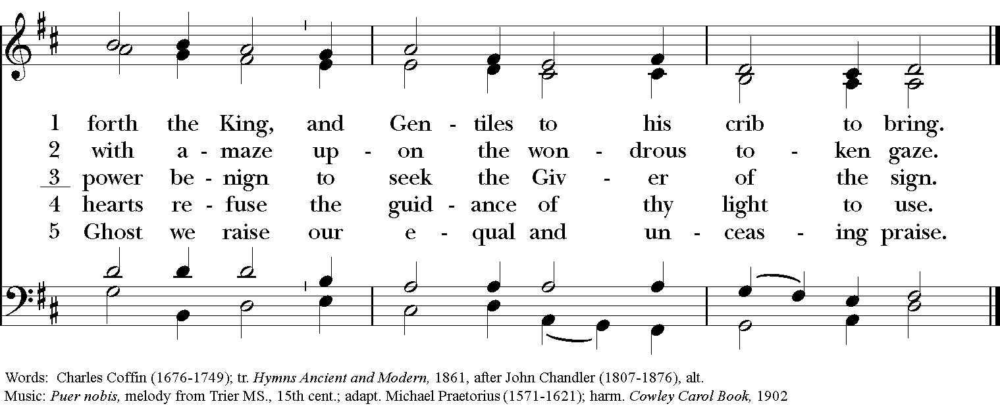 1 forth the King, and Gen - tiles to his crib to bring.
2 with a - maze up - on the won - drous to - ken gaze.
3 power be - nign to seek the Giv - er of the sign.
4 hearts re - fuse the guid - ance of thy light to use.
5 Ghost we raise our e - qual and un - ceas - ing praise.
Words: Charles Coffin (1676-1749); tr. Hymns Ancient and Modern, 1861, after John Chandler (1807-1876), alt.
Music: Puer nobis, melody from Trier MS., 15th cent.; adapt. Michael Praetorius (1571-1621); harm. Cowley Carol Book, 1902